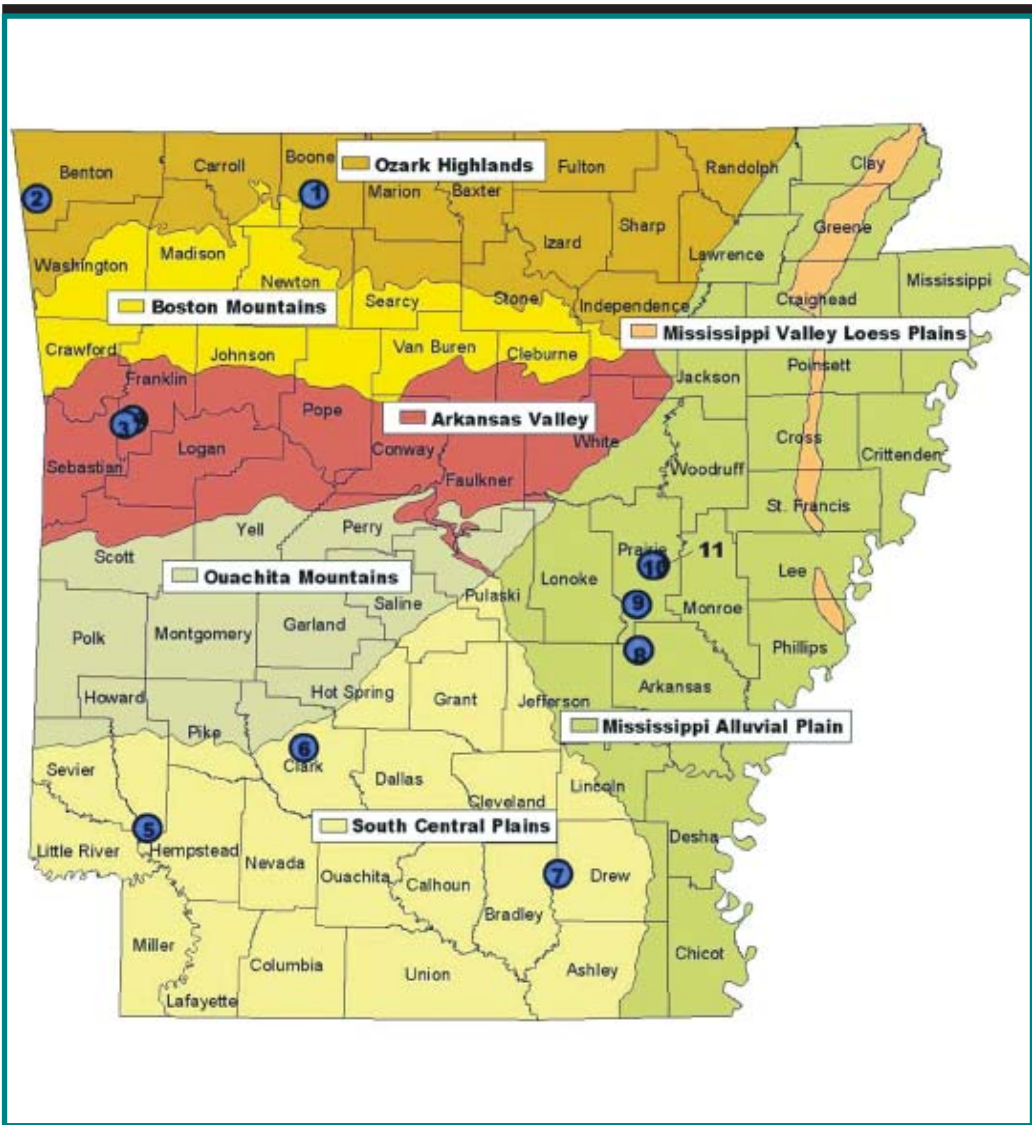 Benton
Carroll
Boone
Ozark Highlands
Fulton
Randolph
Clay
Marion
Baxter
2
1
Sharp
Greene
Izard
Washington
Madison
Lawrence
Newton
Mississippi
Boston Mountains
Searcy
Stone
Independence
Craighead
Mississippi Valley Loess Plains
Crawford
Johnson
Van Buren
Cleburne
Poinsett
Franklin
Jackson
Pope
Arkansas Valley
3
Logan
Conway
White
Cross
Sebastian
Faulkner
Woodruff
Crittenden
St. Francis
Yell
Perry
Scott
Prairie
11
10
Lee
Ouachita Mountains
Lonoke
Pulaski
Saline
9
Monroe
Polk
Montgomery
Garland
8
Phillips
Howard
Hot Spring
Grant
Jefferson
Arkansas
Pike
Mississippi Alluvial Plain
6
Clark
Sevier
Dallas
Lincoln
Cleveland
5
South Central Plains
Little River
Hempstead
Nevada
Desha
Ouachita
Calhoun
7
Drew
Bradley
Miller
Columbia
Union
Ashley
Chicot
Lafayette